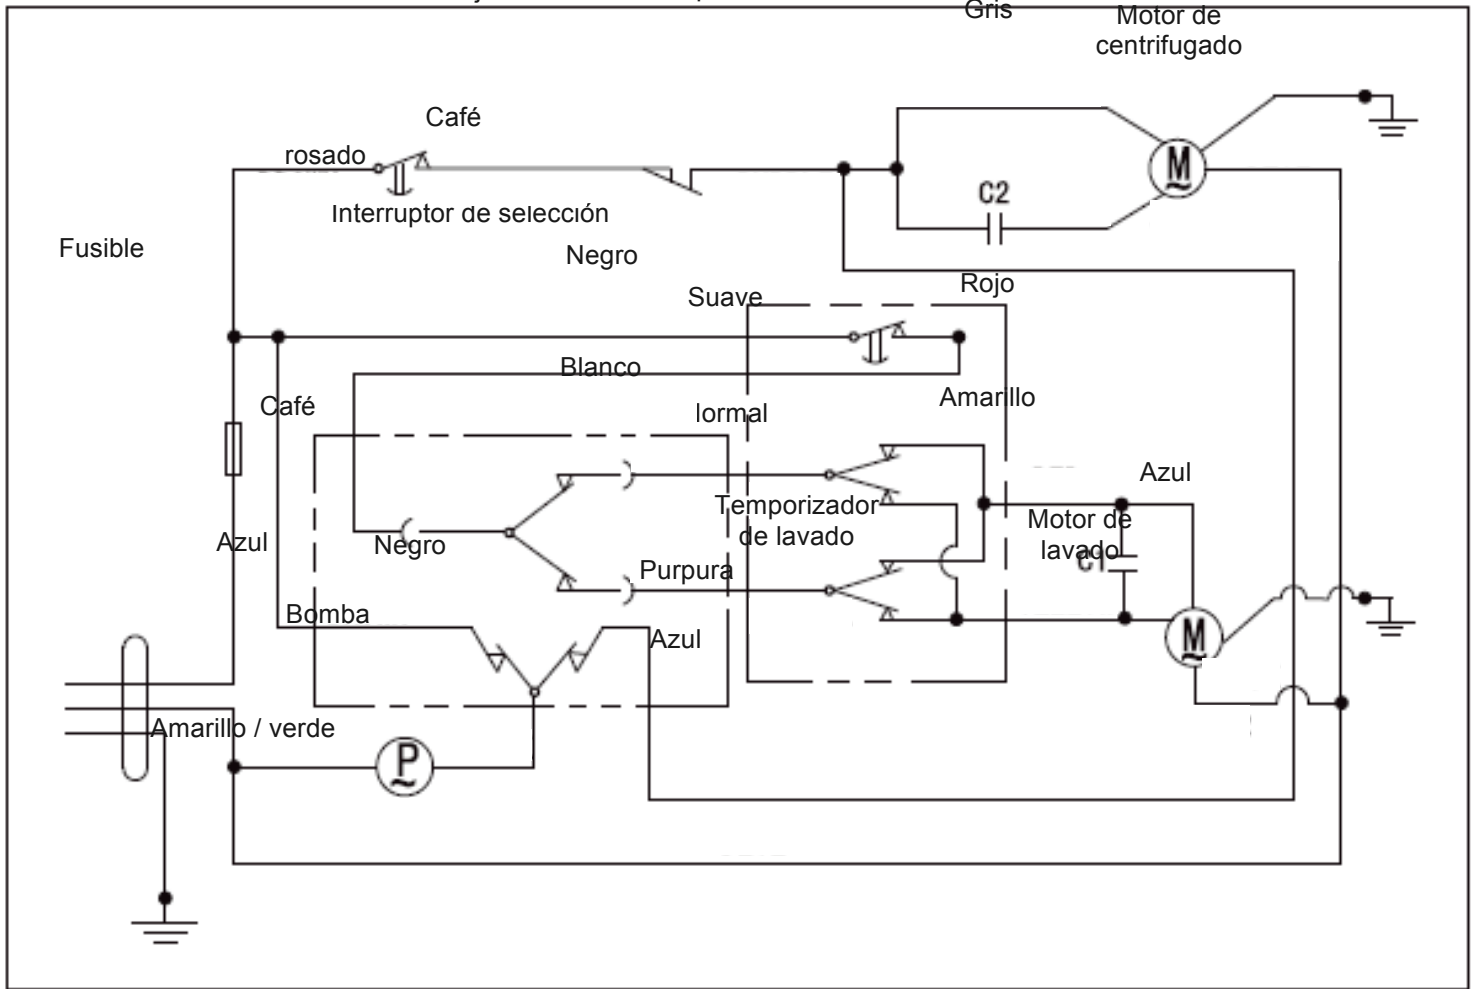 Gris
Motor de
centrifugado
Café
rosado
Interruptor de selección
C2
M
Fusible
Negro
Rojo
Suave
Blanco
Amarillo
Café
lormal
Azul
Temporizador
de lavado
Motor de
lavado
C1
Azul
Negro
Purpura
Bomba
Azul
M
Amarillo / verde
P